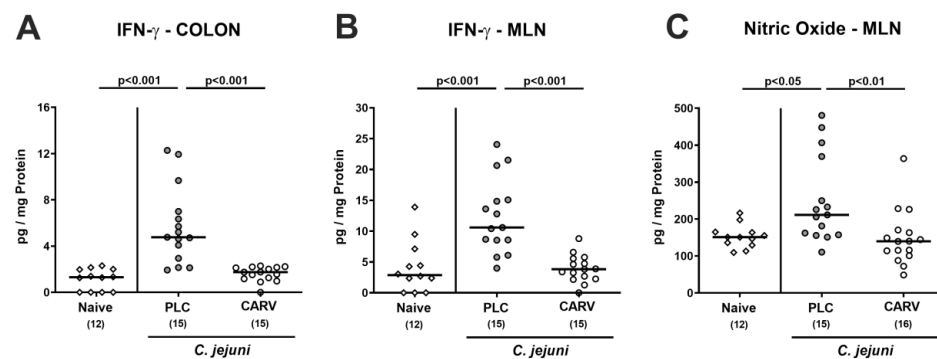 A
IFN-γ - COLON
p<0.001
p<0.001
pg / mg Protein
16
12
8
4
0
Naive
PLC
CARV
(12)
(15)
(15)
C. jejuni
B
IFN-γ - MLN
p<0.001
p<0.001
pg / mg Protein
30
25
20
15
10
5
0
Naive
PLC
CARV
(12)
(15)
(15)
C. jejuni
C
Nitric Oxide - MLN
p<0.05
p<0.01
pg / mg Protein
500
400
300
200
100
0
Naive
PLC
CARV
(12)
(15)
(16)
C. jejuni